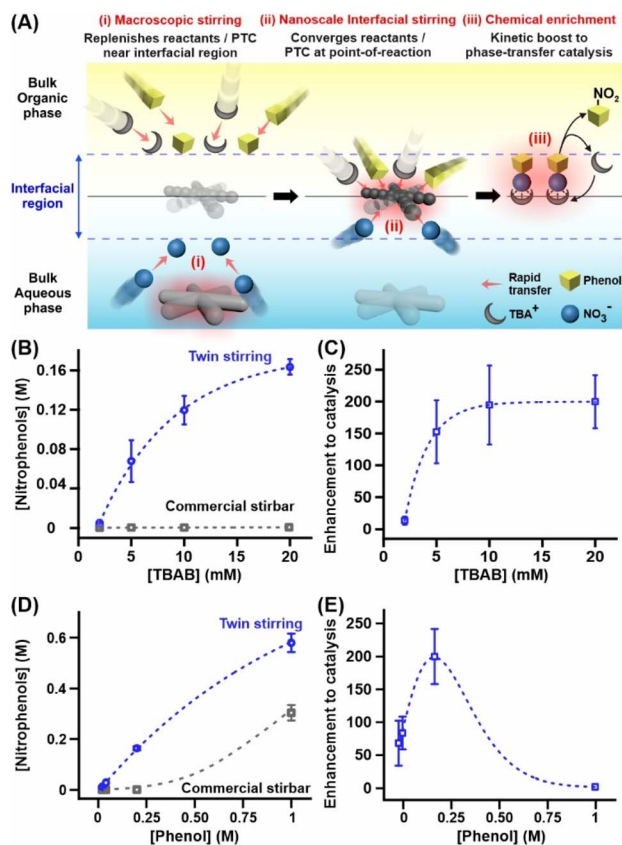 (A)
(i) Macroscopic stirring
Replenishes reactants / PTC
near interfacial region
(ii) Nanoscale Interfacial stirring
Converges reactants /
PTC at point-of-reaction
(iii) Chemical enrichment
Kinetic boost to
phase-transfer catalysis
Bulk
Organic
phase
Interfacial
region
Bulk
Aqueous
phase
(i)
(ii)
(iii)
NO₂
Rapid
transfer
Phenol
TBA⁺
NO₃⁻
(B)
[Nitrophenols] (M)
0.16
0.12
0.08
0.04
0
Twin stirring
Commercial stirbar
5
10
15
20
[TBAB] (mM)
(C)
Enhancement to catalysis
250
200
150
100
50
0
0
5
10
15
20
[TBAB] (mM)
(D)
[Nitrophenols] (M)
0.6
0.4
0.2
0
Twin stirring
Commercial stirbar
0
0.25
0.50
0.75
1
[Phenol] (M)
(E)
Enhancement to catalysis
250
200
150
100
50
0
0
0.25
0.50
0.75
1
[Phenol] (M)